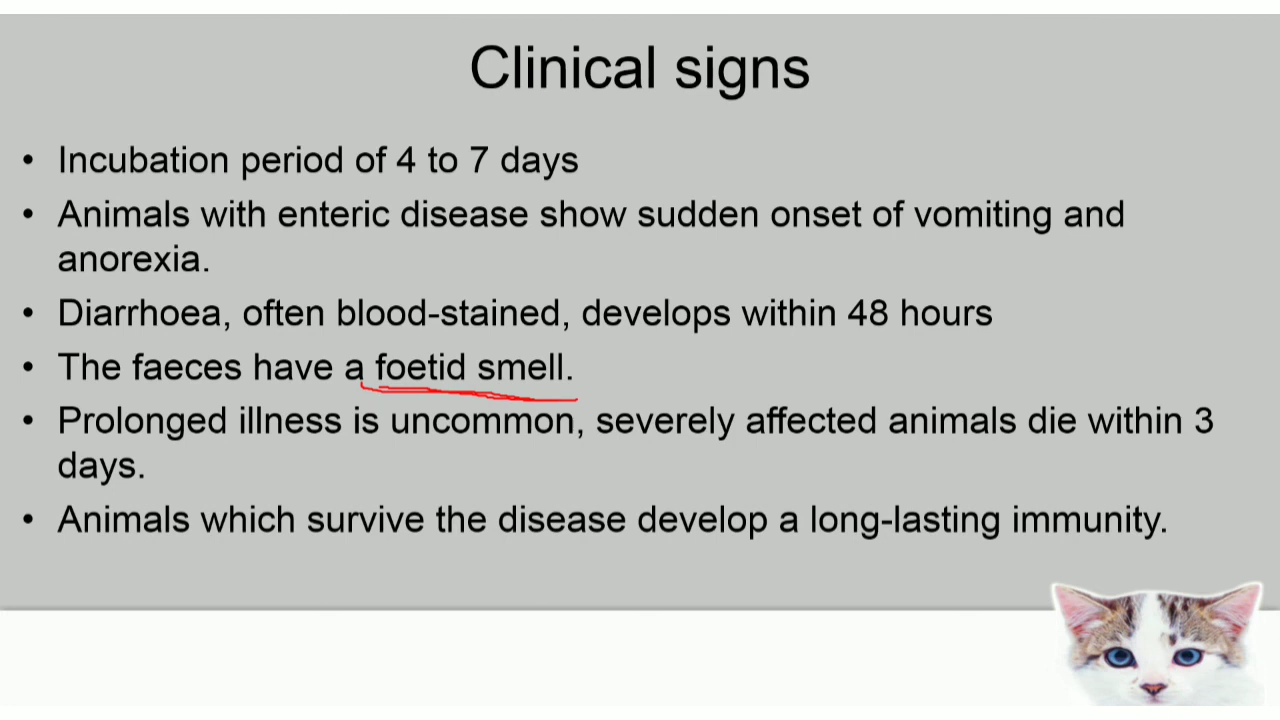 Clinical signs
• Incubation period of 4 to 7 days
• Animals with enteric disease show sudden onset of vomiting and
anorexia.
• Diarrhoea, often blood-stained, develops within 48 hours
• The faeces have a foetid smell.
• Prolonged illness is uncommon, severely affected animals die within 3
days.
• Animals which survive the disease develop a long-lasting immunity.